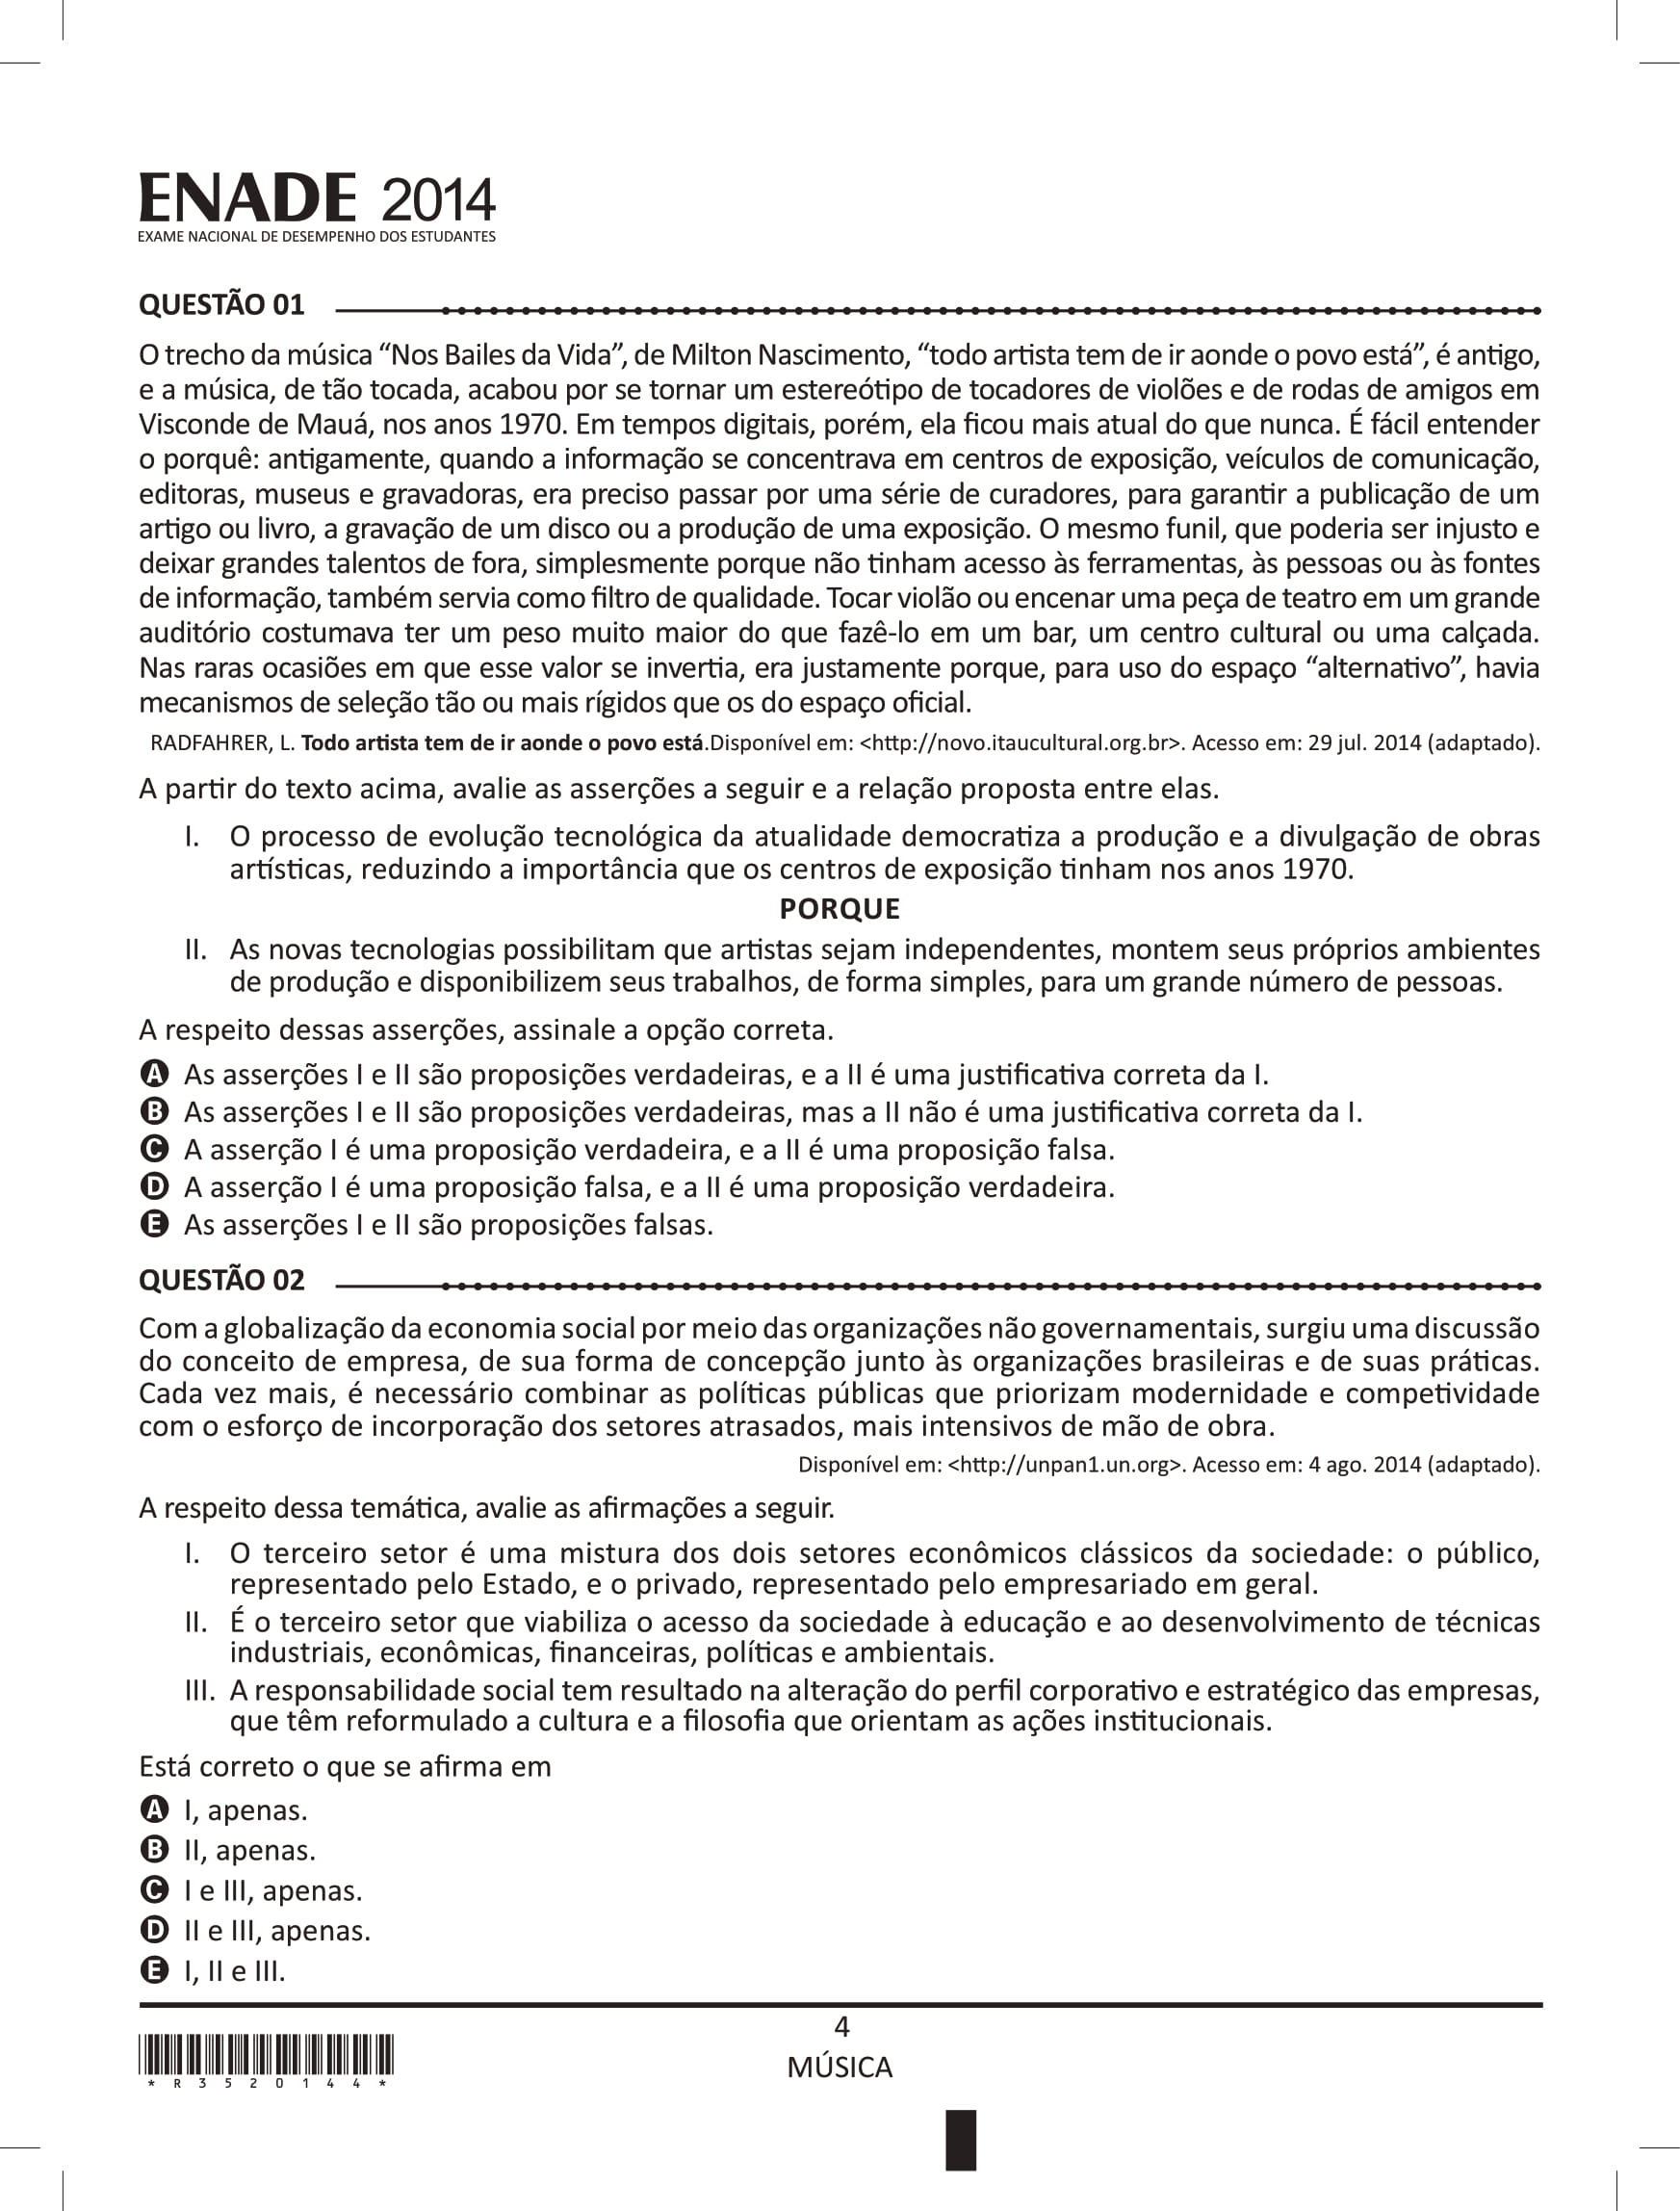 ENADE 2014
EXAME NACIONAL DE DESEMPENHO DOS ESTUDANTES
QUESTÃO 01
O trecho da música “Nos Bailes da Vida”, de Milton Nascimento, “todo artista tem de ir aonde o povo está”, é antigo,
e a música, de tão tocada, acabou por se tornar um estereótipo de tocadores de violões e de rodas de amigos em
Visconde de Mauá, nos anos 1970. Em tempos digitais, porém, ela ficou mais atual do que nunca. É fácil entender
o porquê: antigamente, quando a informação se concentrava em centros de exposição, veículos de comunicação,
editoras, museus e gravadoras, era preciso passar por uma série de curadores, para garantir a publicação de um
artigo ou livro, a gravação de um disco ou a produção de uma exposição. O mesmo funil, que poderia ser injusto e
deixar grandes talentos de fora, simplesmente porque não tinham acesso às ferramentas, às pessoas ou às fontes
de informação, também servia como filtro de qualidade. Tocar violão ou encenar uma peça de teatro em um grande
auditório costumava ter um peso muito maior do que fazê-lo em um bar, um centro cultural ou uma calçada.
Nas raras ocasiões em que esse valor se invertia, era justamente porque, para uso do espaço “alternativo”, havia
mecanismos de seleção tão ou mais rígidos que os do espaço oficial.
RADFAHRER, L. Todo artista tem de ir aonde o povo está.Disponível em: <http://novo.itaucultural.org.br>. Acesso em: 29 jul. 2014 (adaptado).
A partir do texto acima, avalie as asserções a seguir e a relação proposta entre elas.
I. O processo de evolução tecnológica da atualidade democratiza a produção e a divulgação de obras
artísticas, reduzindo a importância que os centros de exposição tinham nos anos 1970.
PORQUE
II. As novas tecnologias possibilitam que artistas sejam independentes, montem seus próprios ambientes
de produção e disponibilizem seus trabalhos, de forma simples, para um grande número de pessoas.
A respeito dessas asserções, assinale a opção correta.
A As asserções I e II são proposições verdadeiras, e a II é uma justificativa correta da I.
B As asserções I e II são proposições verdadeiras, mas a II não é uma justificativa correta da I.
C A asserção I é uma proposição verdadeira, e a II é uma proposição falsa.
D A asserção I é uma proposição falsa, e a II é uma proposição verdadeira.
E As asserções I e II são proposições falsas.
QUESTÃO 02
Com a globalização da economia social por meio das organizações não governamentais, surgiu uma discussão
do conceito de empresa, de sua forma de concepção junto às organizações brasileiras e de suas práticas.
Cada vez mais, é necessário combinar as políticas públicas que priorizam modernidade e competividade
com o esforço de incorporação dos setores atrasados, mais intensivos de mão de obra.
Disponível em: <http://unpan1.un.org>. Acesso em: 4 ago. 2014 (adaptado).
A respeito dessa temática, avalie as afirmações a seguir.
I. O terceiro setor é uma mistura dos dois setores econômicos clássicos da sociedade: o público,
representado pelo Estado, e o privado, representado pelo empresariado em geral.
II. É o terceiro setor que viabiliza o acesso da sociedade à educação e ao desenvolvimento de técnicas
industriais, econômicas, financeiras, políticas e ambientais.
III. A responsabilidade social tem resultado na alteração do perfil corporativo e estratégico das empresas,
que têm reformulado a cultura e a filosofia que orientam as ações institucionais.
Está correto o que se afirma em
A I, apenas.
B II, apenas.
C I e III, apenas.
D II e III, apenas.
E I, II e III.
4
MÚSICA
* R 3 5 2 0 1 4 4 *